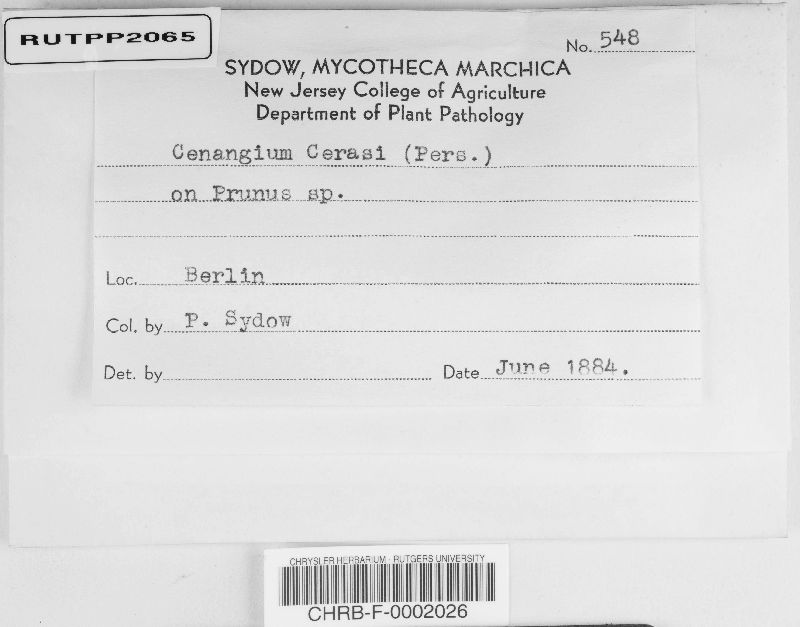 RUTPP2065
No. 548
SYDOW, MYCOTHECA MARCHICA
New Jersey College of Agriculture
Department of Plant Pathology
Cenangium Cerasi (Pers.)
on Prunus sp.
Loc. Berlin
Col. by P. Sydow
Det. by Date June 1884.
CHRYSLER HERBARIUM - RUTGERS UNIVERSITY
CHRB-F-0002026